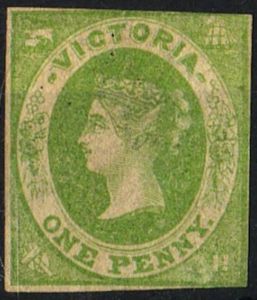 · VICTORIA ·
ONE PENNY.